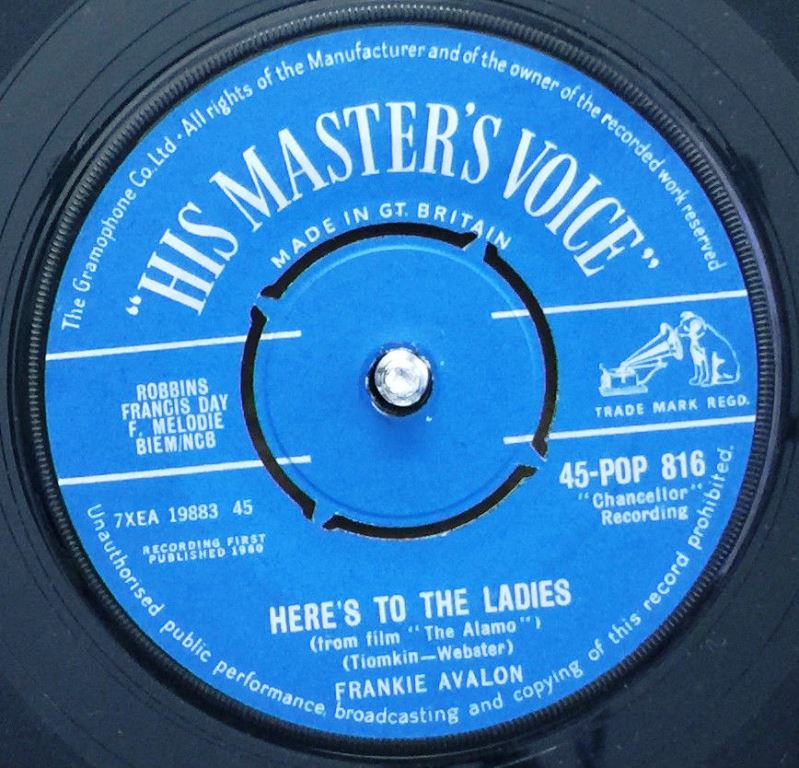 The Gramophone Co. Ltd · All rights of the Manufacturer and of the owner of the recorded work reserved
“HIS MASTER'S VOICE”
MADE IN GT. BRITAIN
ROBBINS
FRANCIS DAY
F. MELODIE
BIEM/NCB
TRADE MARK REGD.
7XEA 19883 45
RECORDING FIRST
PUBLISHED 1960
45-POP 816
"Chancellor"
Recording
HERE'S TO THE LADIES
(from film "The Alamo")
(Tiomkin—Webster)
FRANKIE AVALON
Unauthorised public performance, broadcasting and copying of this record prohibited.